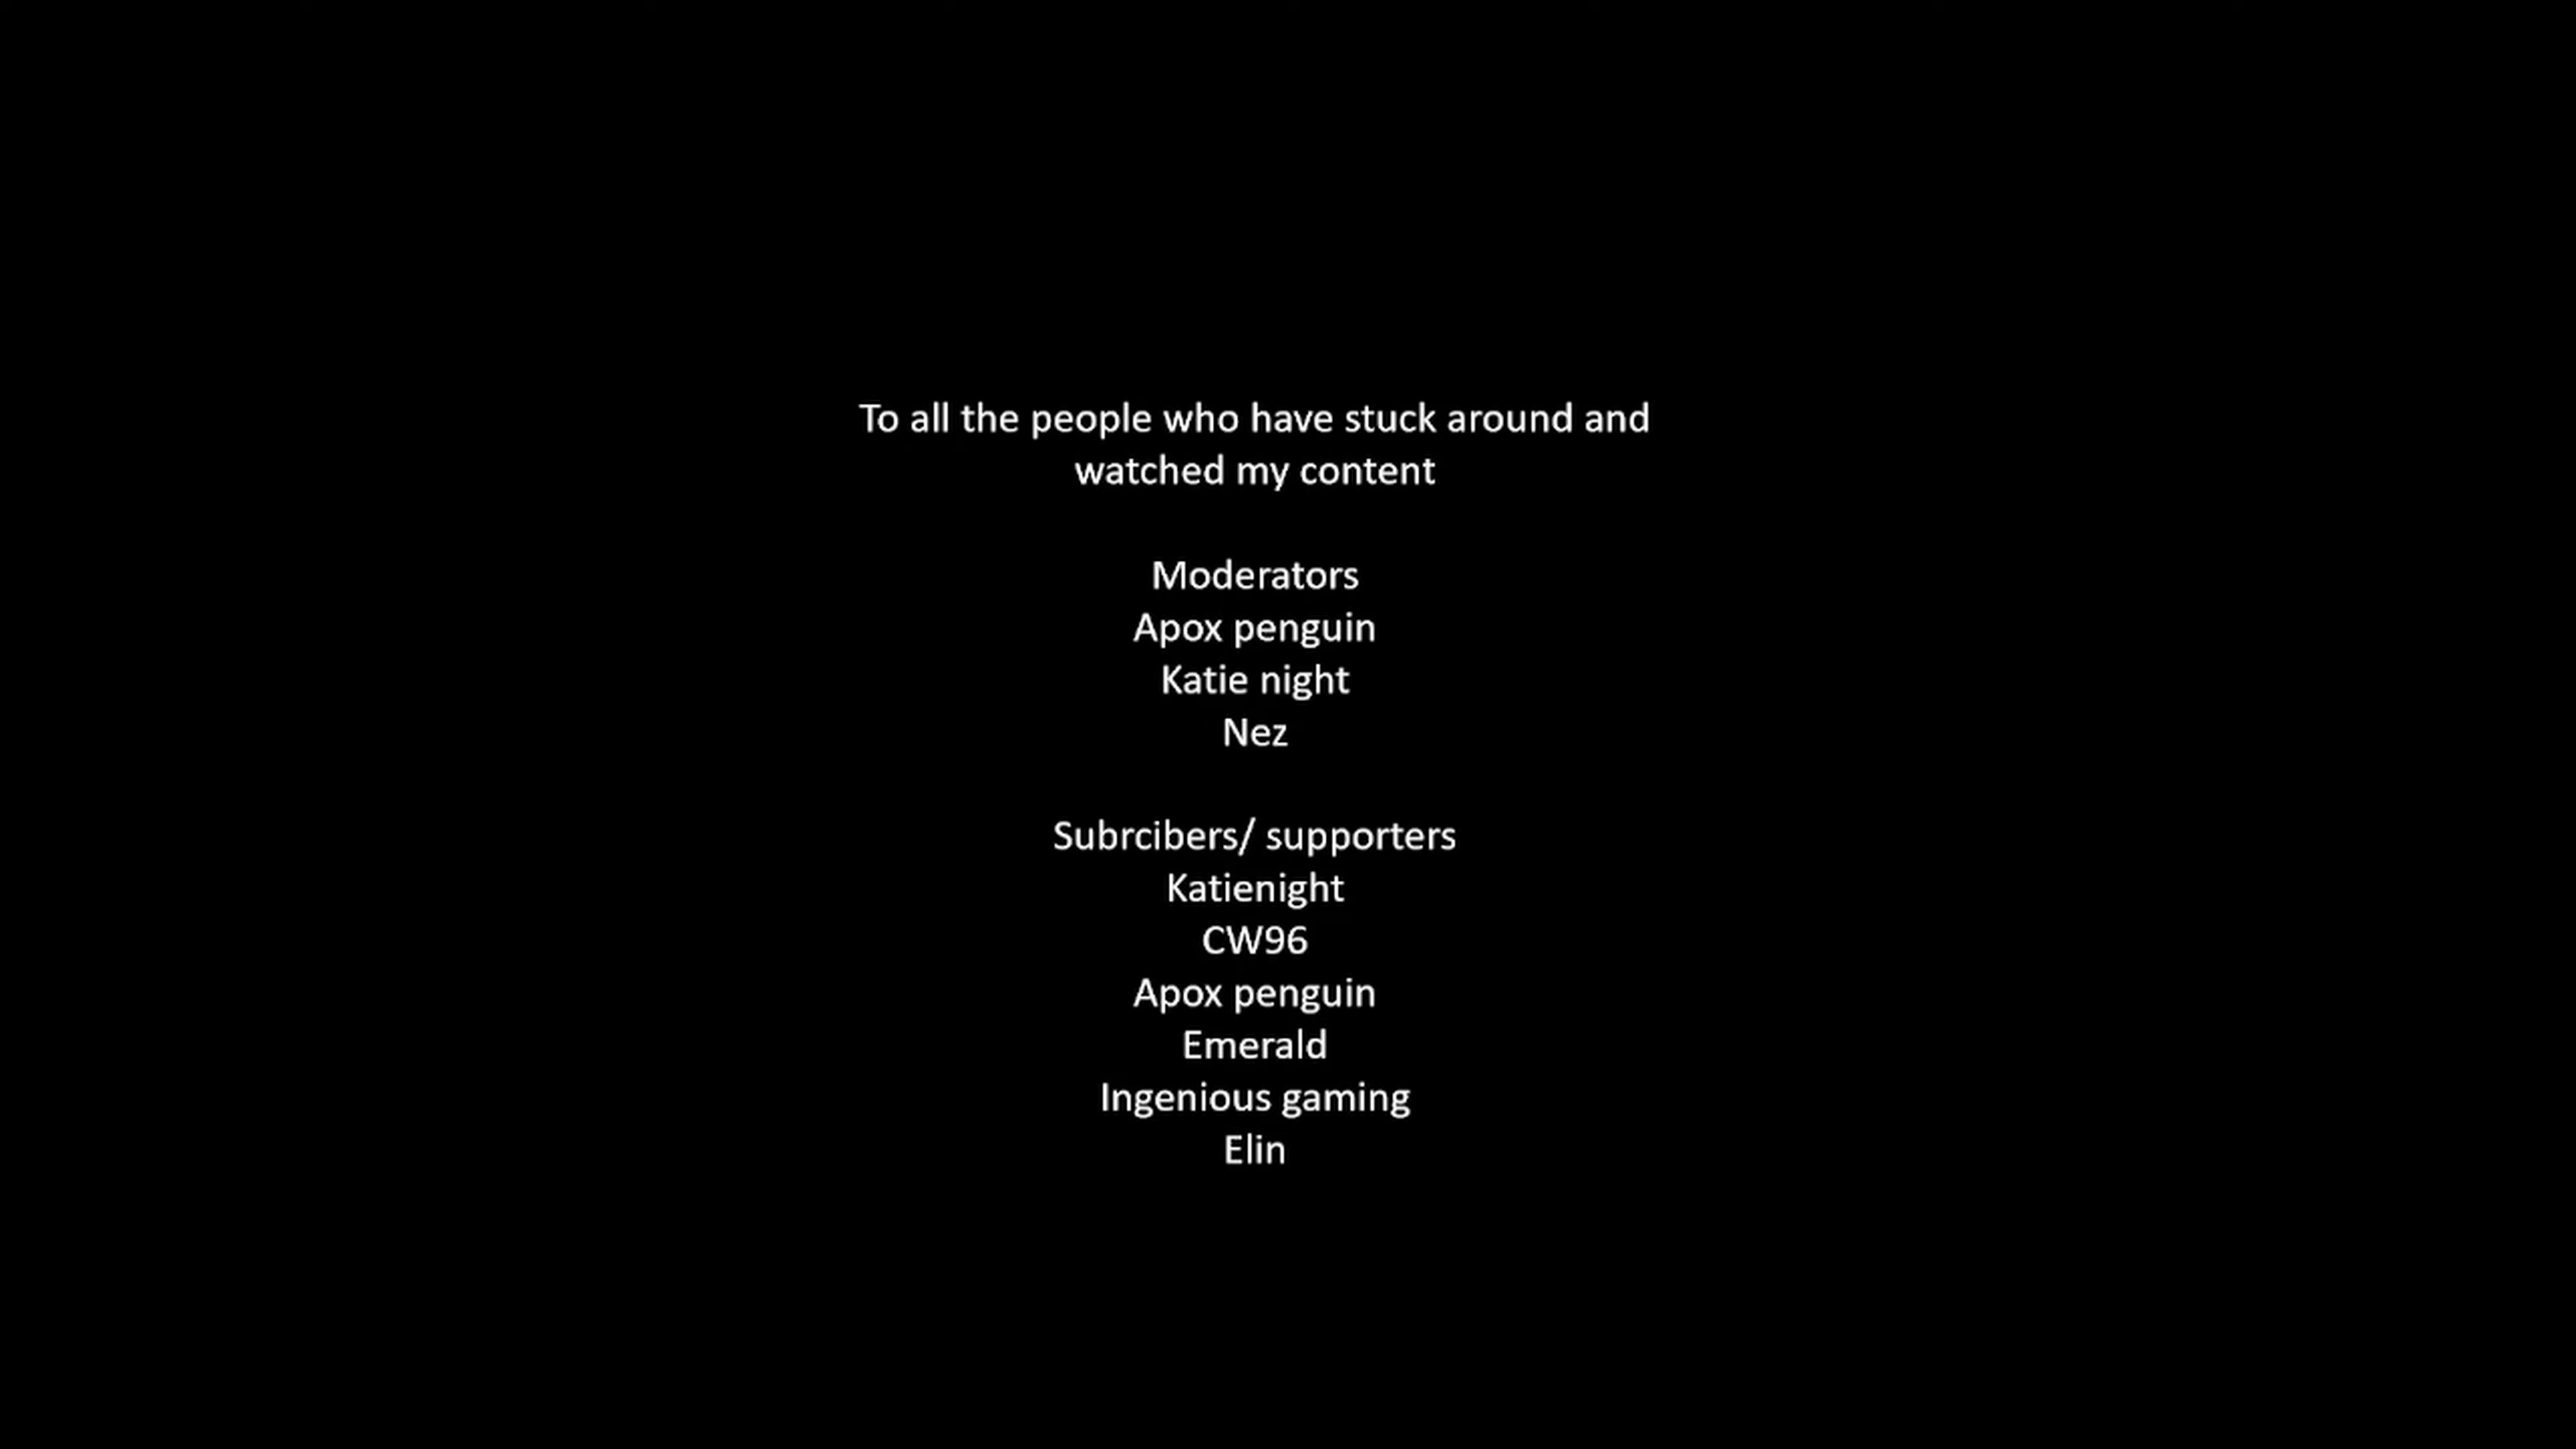 To all the people who have stuck around and
watched my content
Moderators
Apox penguin
Katie night
Nez
Subrcibers/ supporters
Katienight
CW96
Apox penguin
Emerald
Ingenious gaming
Elin